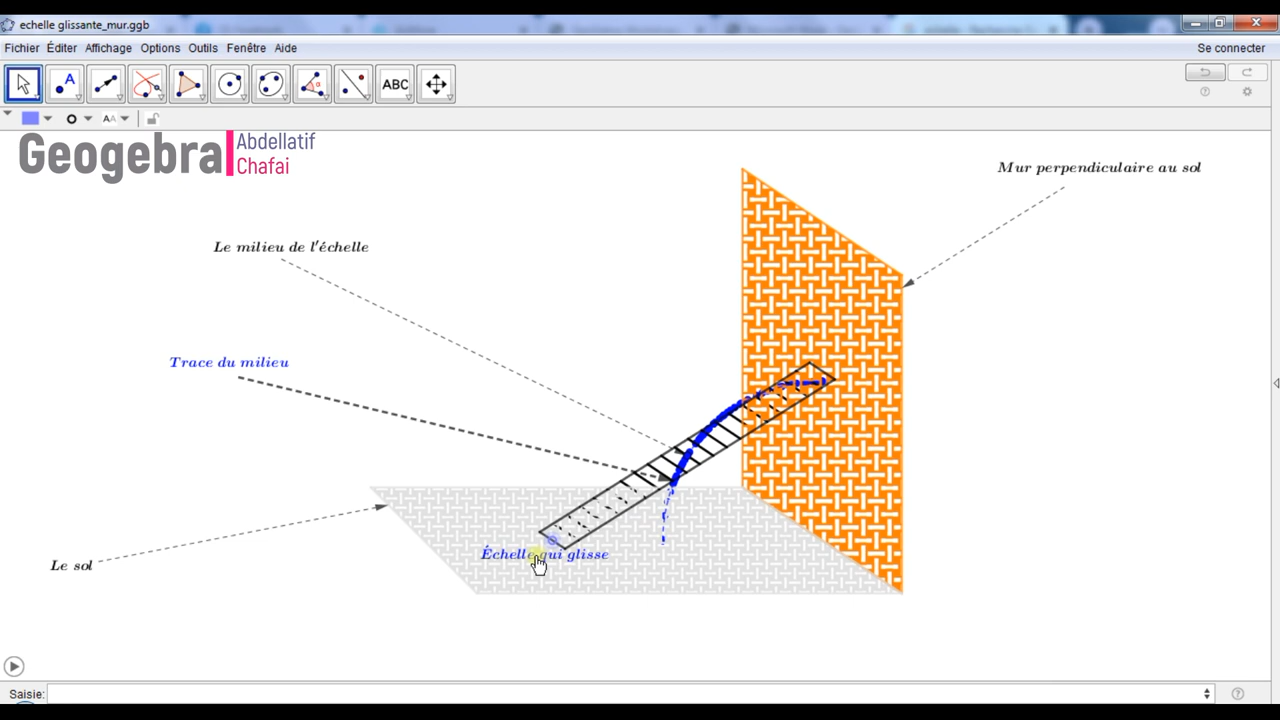 echelle glissante_mur.ggb
Fichier Éditer Affichage Options Outils Fenêtre Aide
Se connecter
A ABC
AA
Geogebra Abdellatif
Chafai
Mur perpendiculaire au sol
Le milieu de l'échelle
Trace du milieu
Échelle qui glisse
Le sol
Saisie: